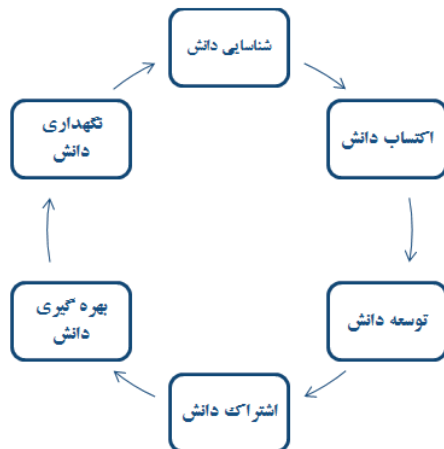 شناسایی دانش
اکتساب دانش
توسعه دانش
اشتراک دانش
بهره گیری
دانش
نگهداری
دانش